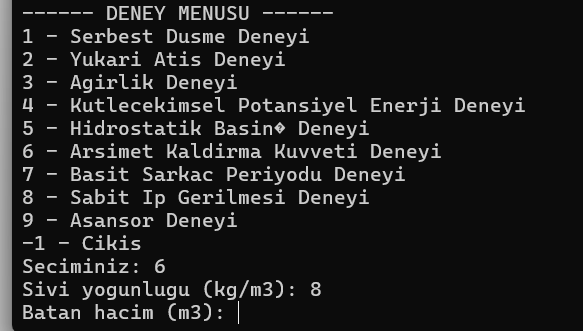 ------ DENEY MENUSU ------
1 - Serbest Dusme Deneyi
2 - Yukari Atis Deneyi
3 - Agirlik Deneyi
4 - Kutlecekimsel Potansiyel Enerji Deneyi
5 - Hidrostatik Basin� Deneyi
6 - Arsimet Kaldirma Kuvveti Deneyi
7 - Basit Sarkac Periyodu Deneyi
8 - Sabit Ip Gerilmesi Deneyi
9 - Asansor Deneyi
-1 - Cikis
Seciminiz: 6
Sivi yogunlugu (kg/m3): 8
Batan hacim (m3):